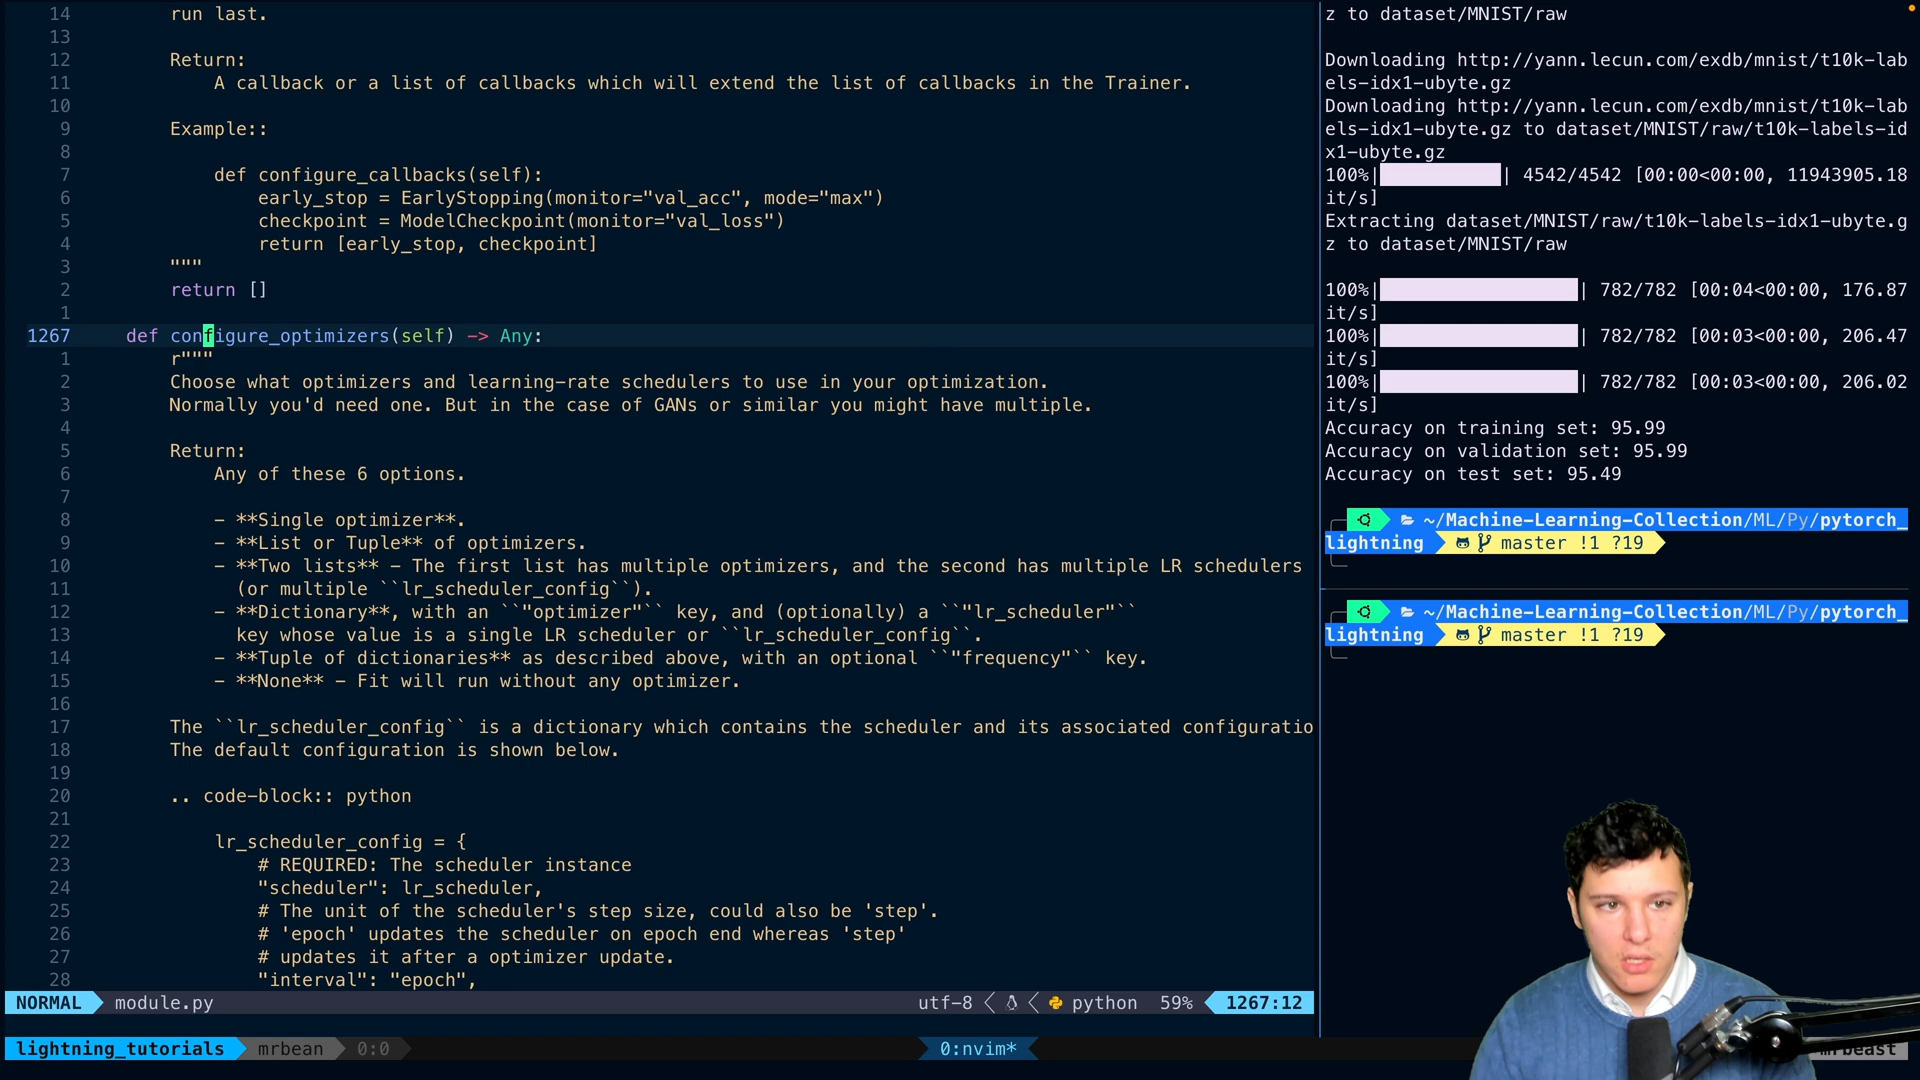 14 run last.
13
12 Return:
11 A callback or a list of callbacks which will extend the list of callbacks in the Trainer.
10
9 Example::
8
7 def configure_callbacks(self):
6 early_stop = EarlyStopping(monitor="val_acc", mode="max")
5 checkpoint = ModelCheckpoint(monitor="val_loss")
4 return [early_stop, checkpoint]
3 """
2 return []
1
1267 def configure_optimizers(self) -> Any:
1 r"""
2 Choose what optimizers and learning-rate schedulers to use in your optimization.
3 Normally you'd need one. But in the case of GANs or similar you might have multiple.
4
5 Return:
6 Any of these 6 options.
7
8 - **Single optimizer**.
9 - **List or Tuple** of optimizers.
10 - **Two lists** - The first list has multiple optimizers, and the second has multiple LR schedulers
11 (or multiple ``lr_scheduler_config``).
12 - **Dictionary**, with an ``"optimizer"`` key, and (optionally) a ``"lr_scheduler"``
13 key whose value is a single LR scheduler or ``lr_scheduler_config``.
14 - **Tuple of dictionaries** as described above, with an optional ``"frequency"`` key.
15 - **None** - Fit will run without any optimizer.
16
17 The ``lr_scheduler_config`` is a dictionary which contains the scheduler and its associated configuratio
18 The default configuration is shown below.
19
20 .. code-block:: python
21
22 lr_scheduler_config = {
23 # REQUIRED: The scheduler instance
24 "scheduler": lr_scheduler,
25 # The unit of the scheduler's step size, could also be 'step'.
26 # 'epoch' updates the scheduler on epoch end whereas 'step'
27 # updates it after a optimizer update.
28 "interval": "epoch",
NORMAL module.py utf-8 python 59% 1267:12
lightning_tutorials mrbean 0:0 0:nvim* mrbeast
z to dataset/MNIST/raw
Downloading http://yann.lecun.com/exdb/mnist/t10k-lab
els-idx1-ubyte.gz
Downloading http://yann.lecun.com/exdb/mnist/t10k-lab
els-idx1-ubyte.gz to dataset/MNIST/raw/t10k-labels-id
x1-ubyte.gz
100%| | 4542/4542 [00:00<00:00, 11943905.18
it/s]
Extracting dataset/MNIST/raw/t10k-labels-idx1-ubyte.g
z to dataset/MNIST/raw
100%| | 782/782 [00:04<00:00, 176.87
it/s]
100%| | 782/782 [00:03<00:00, 206.47
it/s]
100%| | 782/782 [00:03<00:00, 206.02
it/s]
Accuracy on training set: 95.99
Accuracy on validation set: 95.99
Accuracy on test set: 95.49
~/Machine-Learning-Collection/ML/Py/pytorch_
lightning master !1 ?19
~/Machine-Learning-Collection/ML/Py/pytorch_
lightning master !1 ?19